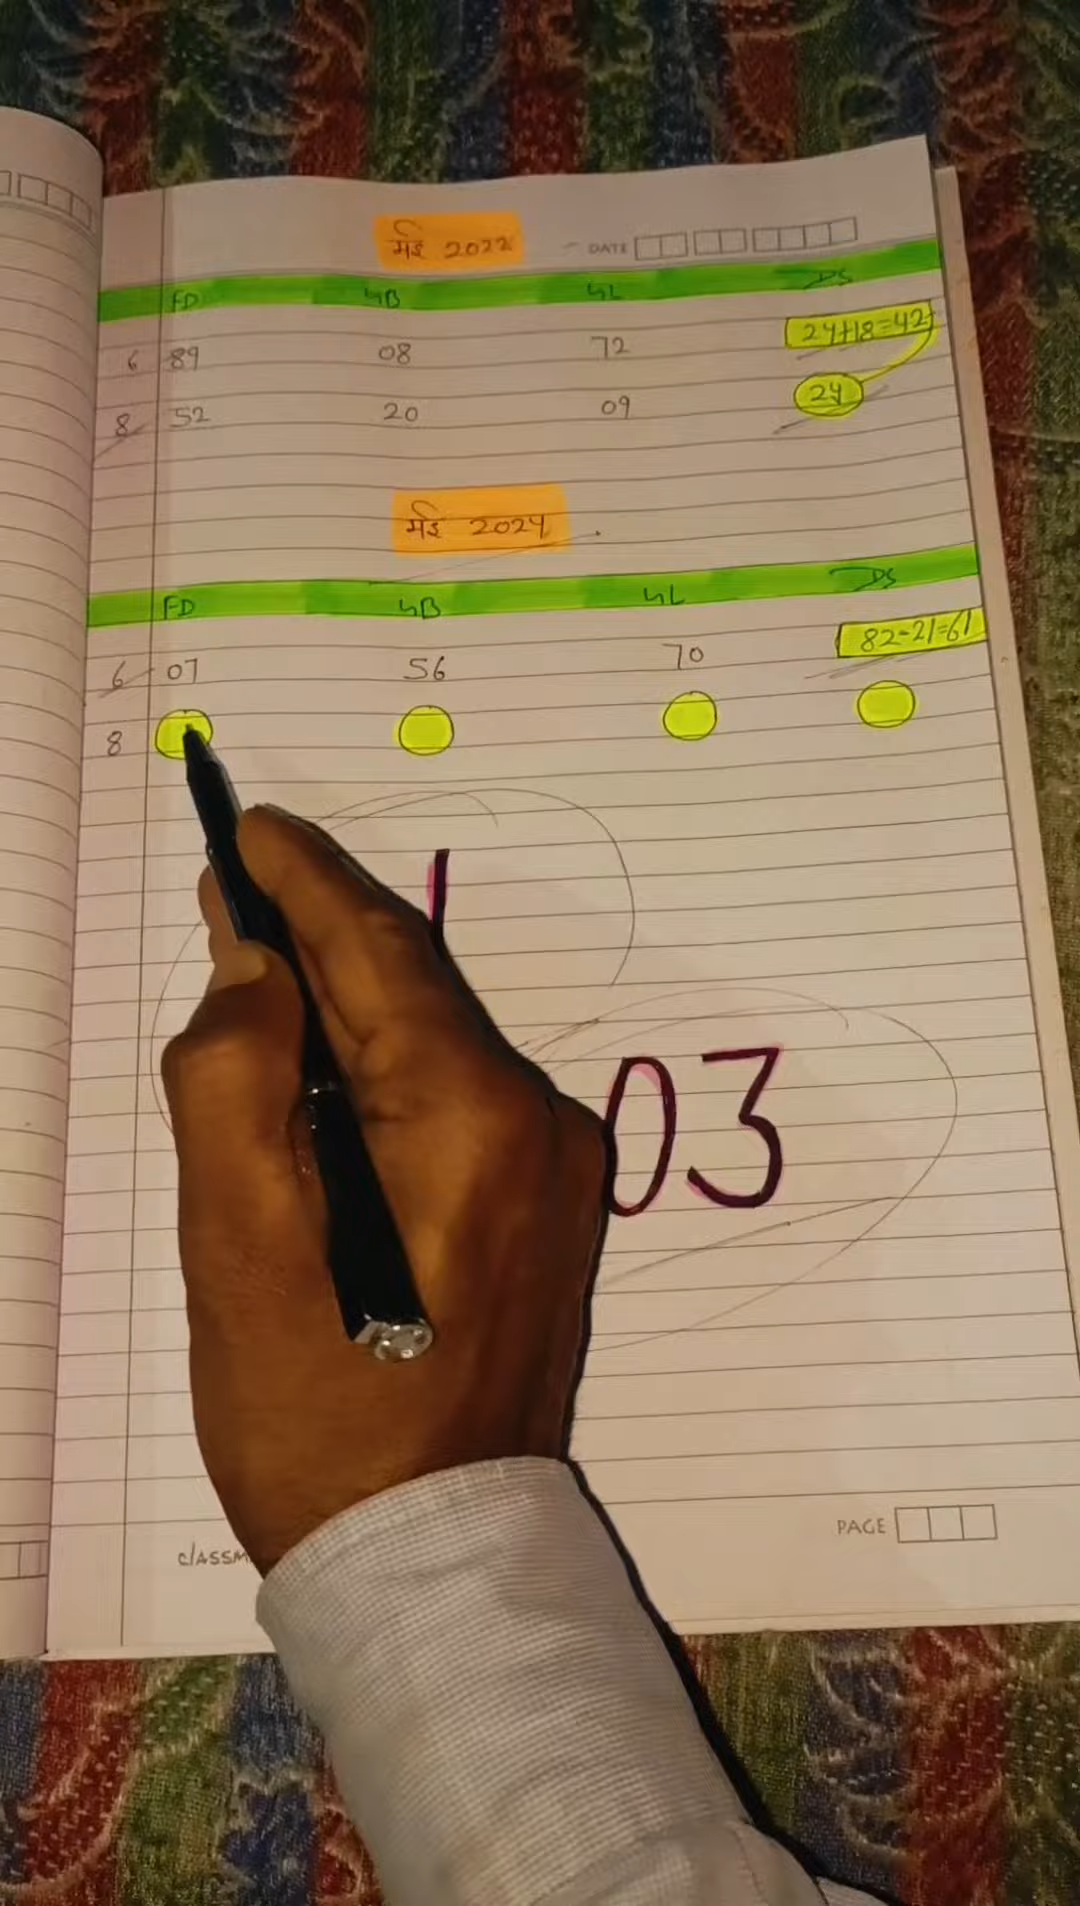 मई 2022
DATE
FD GB GL DS
6 89 08 72 24+18=42
8 52 20 09 24
मई 2024
FD GB GL DS
6 07 56 70 82-21=61
8
03
PAGE